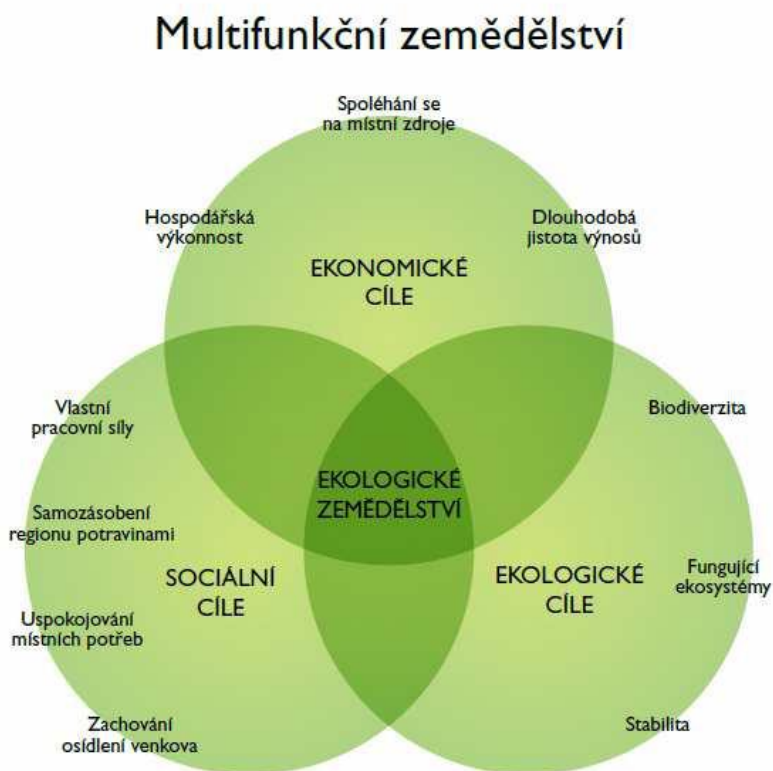 Multifunkční zemědělství
Spoléhání se
na místní zdroje
Hospodářská
výkonnost
Dlouhodobá
jistota výnosů
EKONOMICKÉ
CÍLE
Vlastní
pracovní síly
Biodiverzita
EKOLOGICKÉ
ZEMĚDĚLSTVÍ
Samozásobení
regionu potravinami
SOCIÁLNÍ
CÍLE
EKOLOGICKÉ
CÍLE
Fungující
ekosystémy
Uspokojování
místních potřeb
Zachování
osídlení venkova
Stabilita